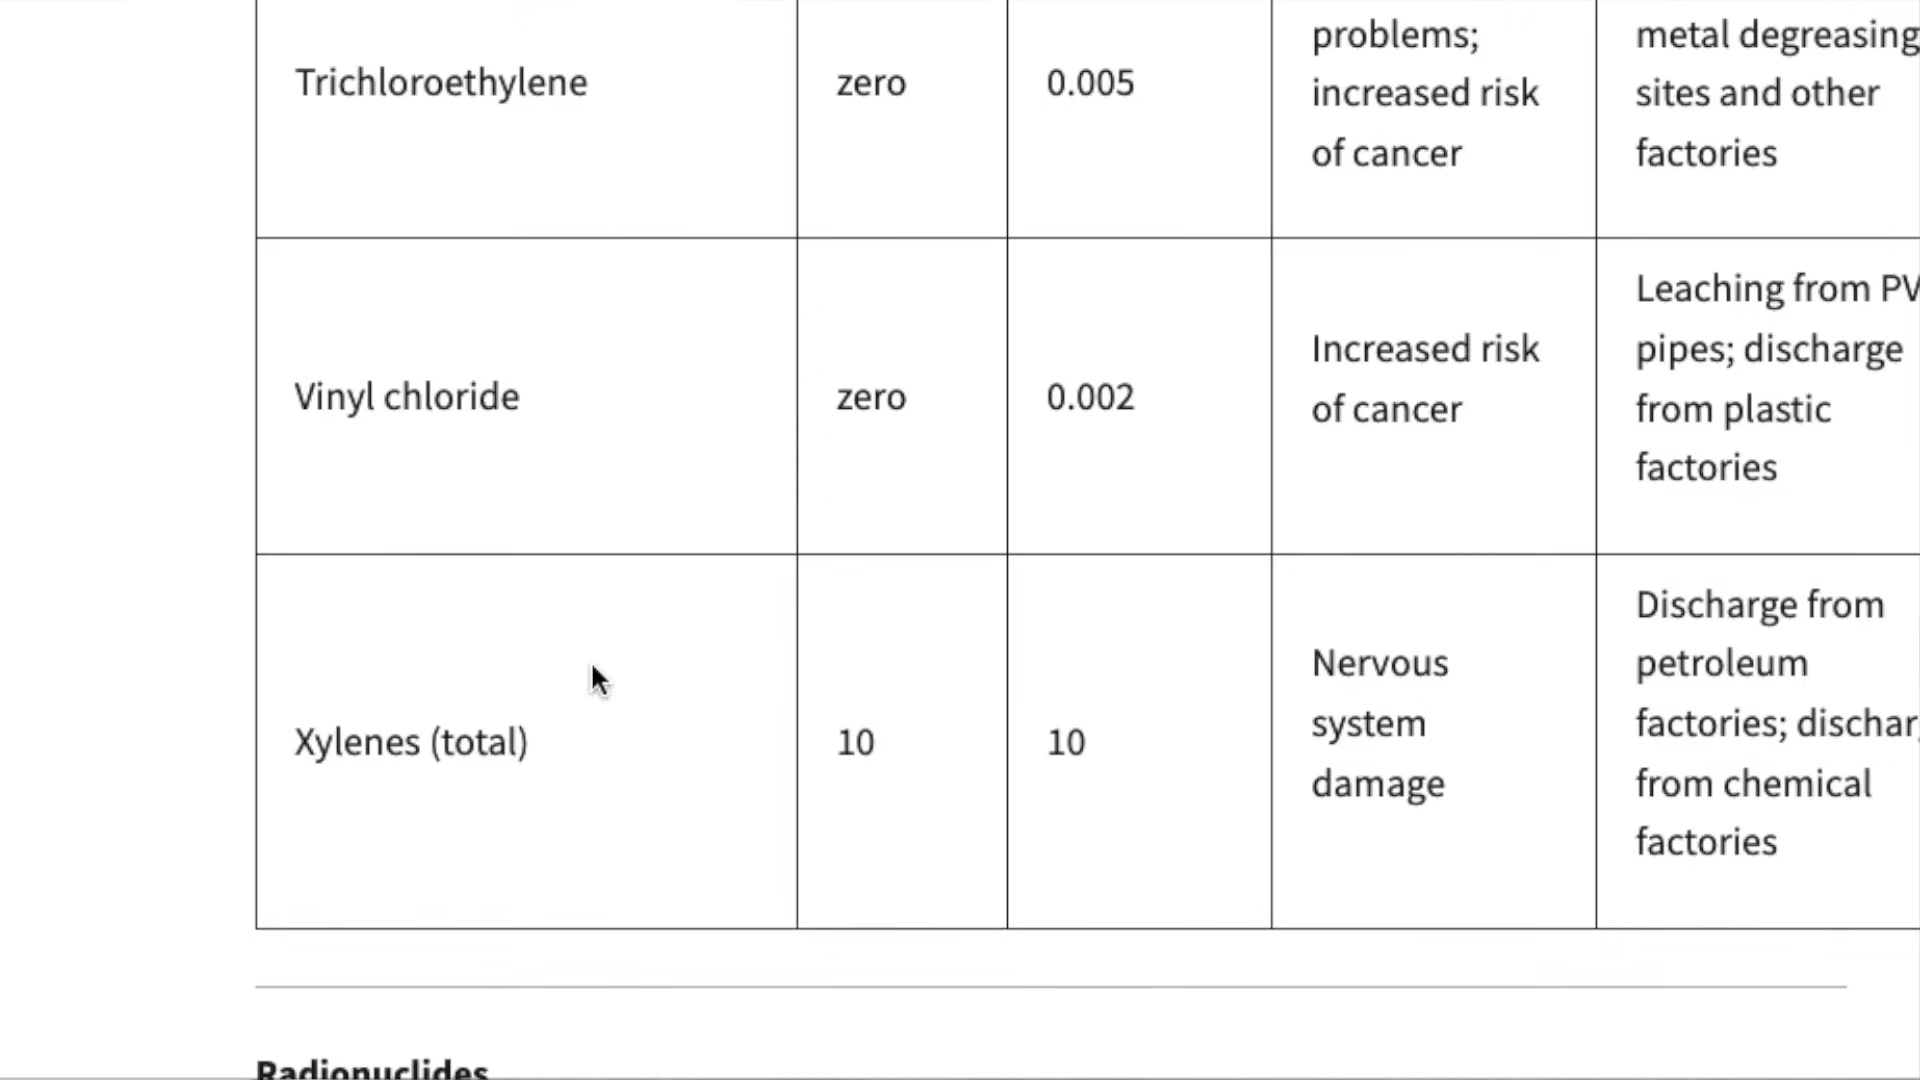 Trichloroethylene
zero
0.005
problems;
increased risk
of cancer
metal degreasing
sites and other
factories
Vinyl chloride
zero
0.002
Increased risk
of cancer
Leaching from PV
pipes; discharge
from plastic
factories
Xylenes (total)
10
10
Nervous
system
damage
Discharge from
petroleum
factories; dischar
from chemical
factories
Radionuclides